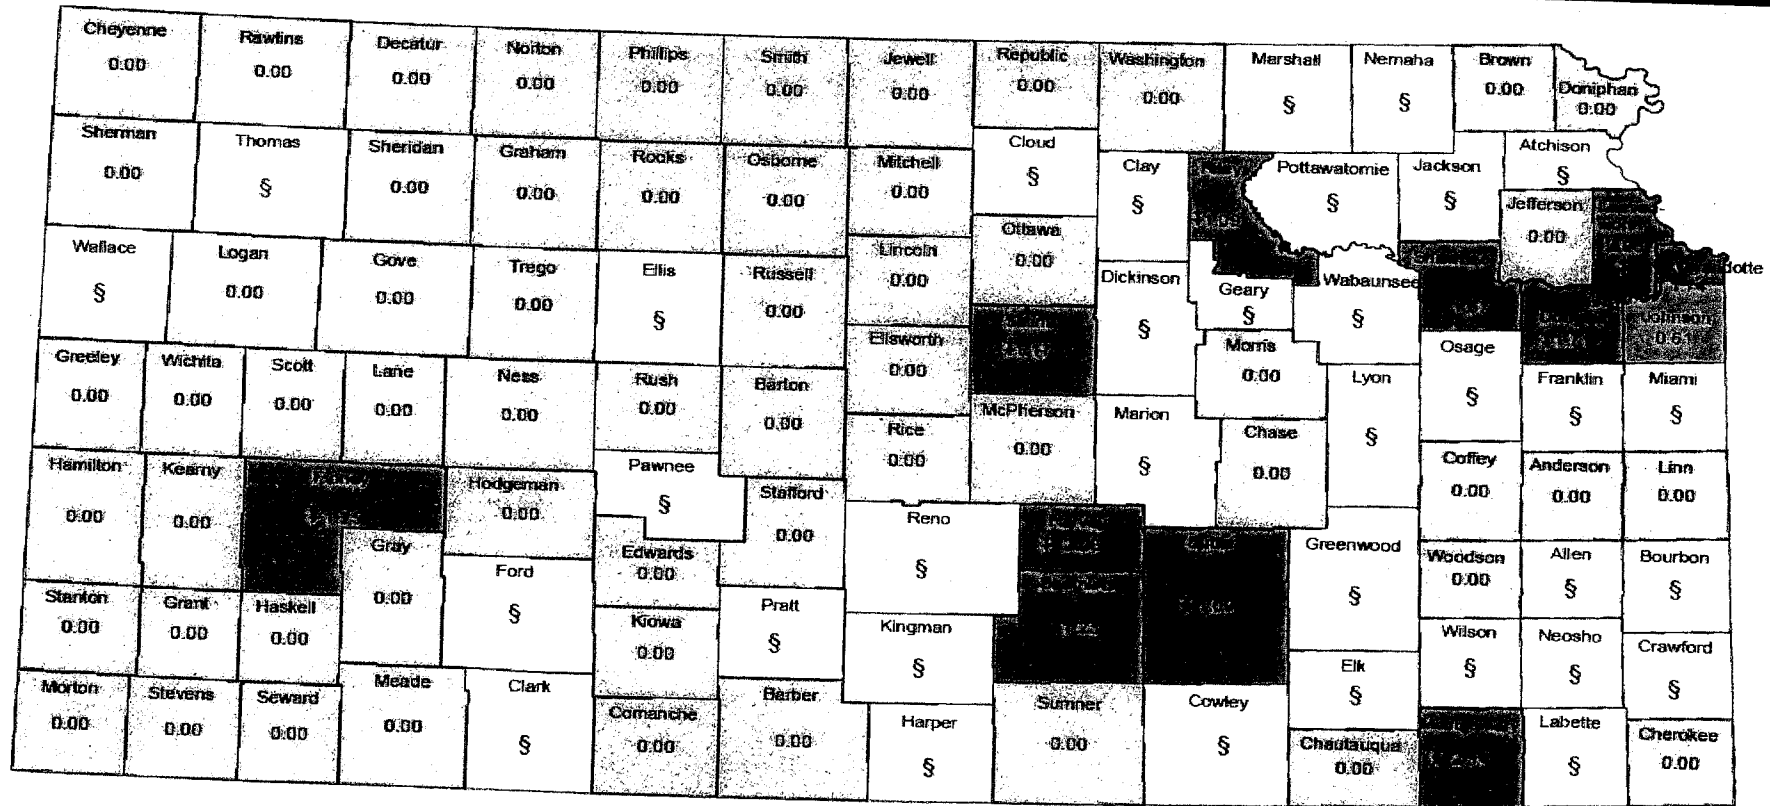 Cheyenne
0.00
Rawlins
0.00
Decatur
0.00
Norton
0.00
Phillips
0.00
Smith
0.00
Jewell
0.00
Republic
0.00
Washington
0.00
Marshall
§
Nemaha
§
Brown
0.00
Doniphan
0.00
Sherman
0.00
Thomas
§
Sheridan
0.00
Graham
0.00
Rooks
0.00
Osborne
0.00
Mitchell
0.00
Cloud
§
Clay
§
Pottawatomie
§
Jackson
§
Atchison
§
Jefferson
0.00
Wallace
§
Logan
0.00
Gove
0.00
Trego
0.00
Ellis
§
Russell
0.00
Lincoln
0.00
Ottawa
0.00
Dickinson
§
Geary
§
Wabaunsee
§
dotte
Johnson
0.61
Greeley
0.00
Wichita
0.00
Scott
0.00
Lane
0.00
Ness
0.00
Rush
0.00
Barton
0.00
Ellsworth
0.00
Morris
0.00
Osage
§
Rice
0.00
McPherson
0.00
Marion
§
Chase
0.00
Lyon
§
Franklin
§
Miami
§
Hamilton
0.00
Kearny
0.00
Finney
Hodgeman
0.00
Pawnee
§
Stafford
0.00
Coffey
0.00
Anderson
0.00
Linn
0.00
Gray
0.00
Ford
§
Edwards
0.00
Reno
§
Greenwood
§
Woodson
0.00
Allen
§
Bourbon
§
Stanton
0.00
Grant
0.00
Haskell
0.00
Kiowa
0.00
Pratt
§
Kingman
§
Elk
§
Wilson
§
Neosho
§
Crawford
§
Morton
0.00
Stevens
0.00
Seward
0.00
Meade
0.00
Clark
§
Comanche
0.00
Barber
0.00
Harper
§
Sumner
0.00
Cowley
§
Chautauqua
0.00
Labette
§
Cherokee
0.00